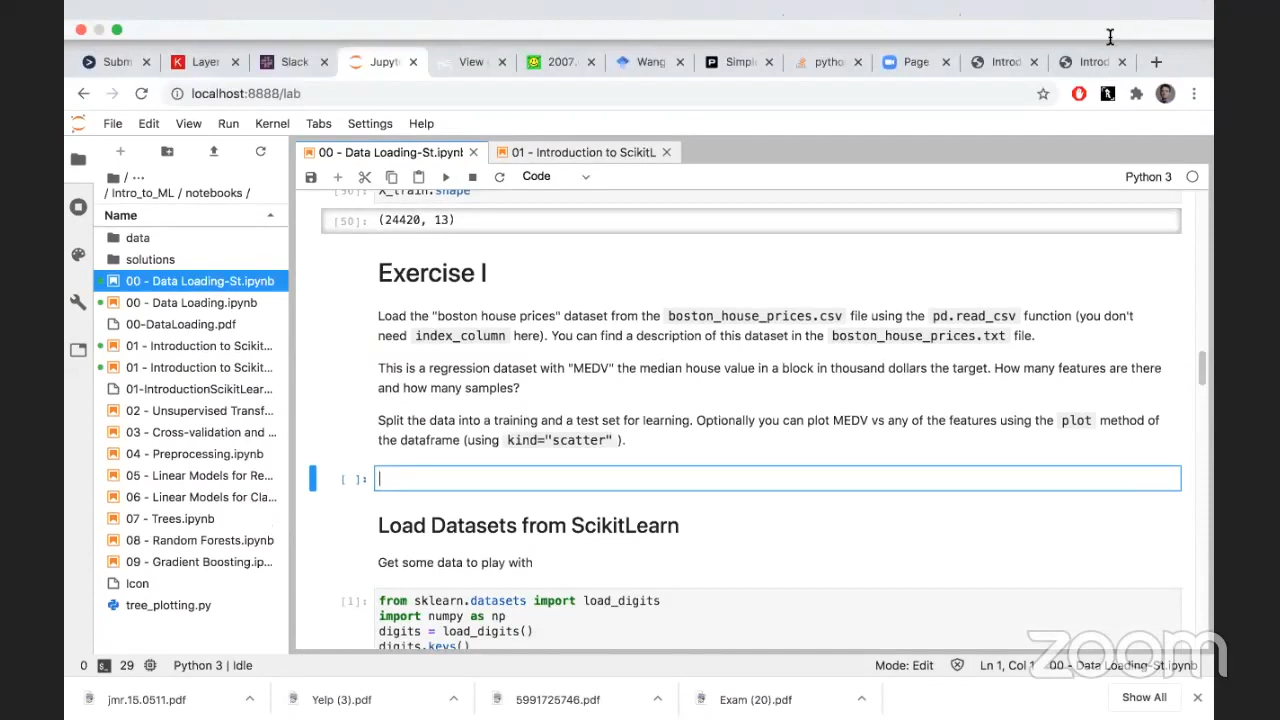 Subm
Layer
Slack
Jupyt
View
2007.
Wang
Simple
pytho
Page
Introd
Introd
localhost:8888/lab
File Edit View Run Kernel Tabs Settings Help
00 - Data Loading-St.ipynb
01 - Introduction to ScikitL
/ ...
/ Intro_to_ML / notebooks /
Code
Python 3
Name
data
solutions
00 - Data Loading-St.ipynb
00 - Data Loading.ipynb
00-DataLoading.pdf
01 - Introduction to Scikit...
01 - Introduction to Scikit...
01-IntroductionScikitLear...
02 - Unsupervised Transf...
03 - Cross-validation and ...
04 - Preprocessing.ipynb
05 - Linear Models for Re...
06 - Linear Models for Cla...
07 - Trees.ipynb
08 - Random Forests.ipynb
09 - Gradient Boosting.ip...
Icon
tree_plotting.py
[50]: X_train.shape
[50]: (24420, 13)
Exercise I
Load the "boston house prices" dataset from the boston_house_prices.csv file using the pd.read_csv function (you don't
need index_column here). You can find a description of this dataset in the boston_house_prices.txt file.
This is a regression dataset with "MEDV" the median house value in a block in thousand dollars the target. How many features are there
and how many samples?
Split the data into a training and a test set for learning. Optionally you can plot MEDV vs any of the features using the plot method of
the dataframe (using kind="scatter" ).
[ ]:
Load Datasets from ScikitLearn
Get some data to play with
[1]: from sklearn.datasets import load_digits
import numpy as np
digits = load_digits()
digits.keys()
0 29 Python 3 | Idle
Mode: Edit Ln 1, Col 1 00 - Data Loading-St.ipynb
zoom
jmr.15.0511.pdf
Yelp (3).pdf
5991725746.pdf
Exam (20).pdf
Show All